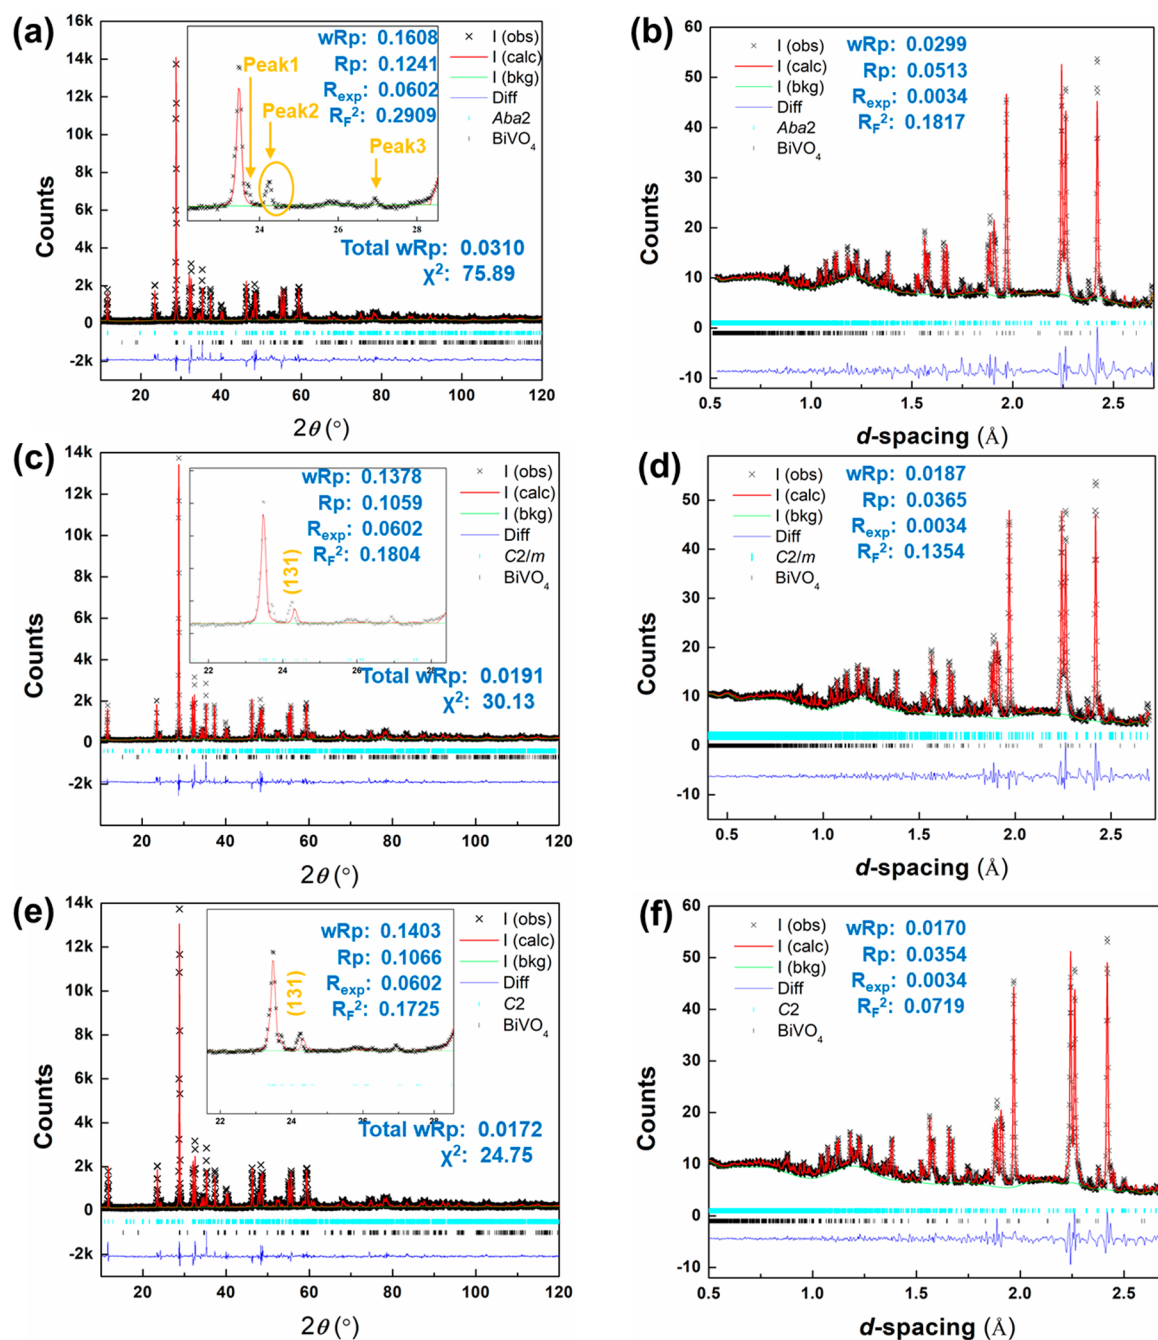 (a)
16k
14k
12k
10k
8k
6k
4k
2k
0
-2k
Counts
20
40
60
80
100
120
2θ (°)
I (obs)
I (calc)
I (bkg)
Diff
Aba2
BiVO4
wRp: 0.1608
Rp: 0.1241
Rexp: 0.0602
RF2: 0.2909
Peak1
Peak2
Peak3
24
26
28
Total wRp: 0.0310
χ2: 75.89
(b)
60
50
40
30
20
10
0
-10
Counts
0.5
1.0
1.5
2.0
2.5
d-spacing (Å)
I (obs)
I (calc)
I (bkg)
Diff
Aba2
BiVO4
wRp: 0.0299
Rp: 0.0513
Rexp: 0.0034
RF2: 0.1817
(c)
14k
12k
10k
8k
6k
4k
2k
0
-2k
Counts
20
40
60
80
100
120
2θ (°)
I (obs)
I (calc)
I (bkg)
Diff
C2/m
BiVO4
wRp: 0.1378
Rp: 0.1059
Rexp: 0.0602
RF2: 0.1804
(131)
22
24
26
28
Total wRp: 0.0191
χ2: 30.13
(d)
50
40
30
20
10
0
-10
Counts
0.5
1.0
1.5
2.0
2.5
d-spacing (Å)
I (obs)
I (calc)
I (bkg)
Diff
C2/m
BiVO4
wRp: 0.0187
Rp: 0.0365
Rexp: 0.0034
RF2: 0.1354
(e)
14k
12k
10k
8k
6k
4k
2k
0
-2k
Counts
20
40
60
80
100
120
2θ (°)
I (obs)
I (calc)
I (bkg)
Diff
C2
BiVO4
wRp: 0.1403
Rp: 0.1066
Rexp: 0.0602
RF2: 0.1725
(131)
22
24
26
28
Total wRp: 0.0172
χ2: 24.75
(f)
60
50
40
30
20
10
0
-10
Counts
0.5
1.0
1.5
2.0
2.5
d-spacing (Å)
I (obs)
I (calc)
I (bkg)
Diff
C2
BiVO4
wRp: 0.0170
Rp: 0.0354
Rexp: 0.0034
RF2: 0.0719